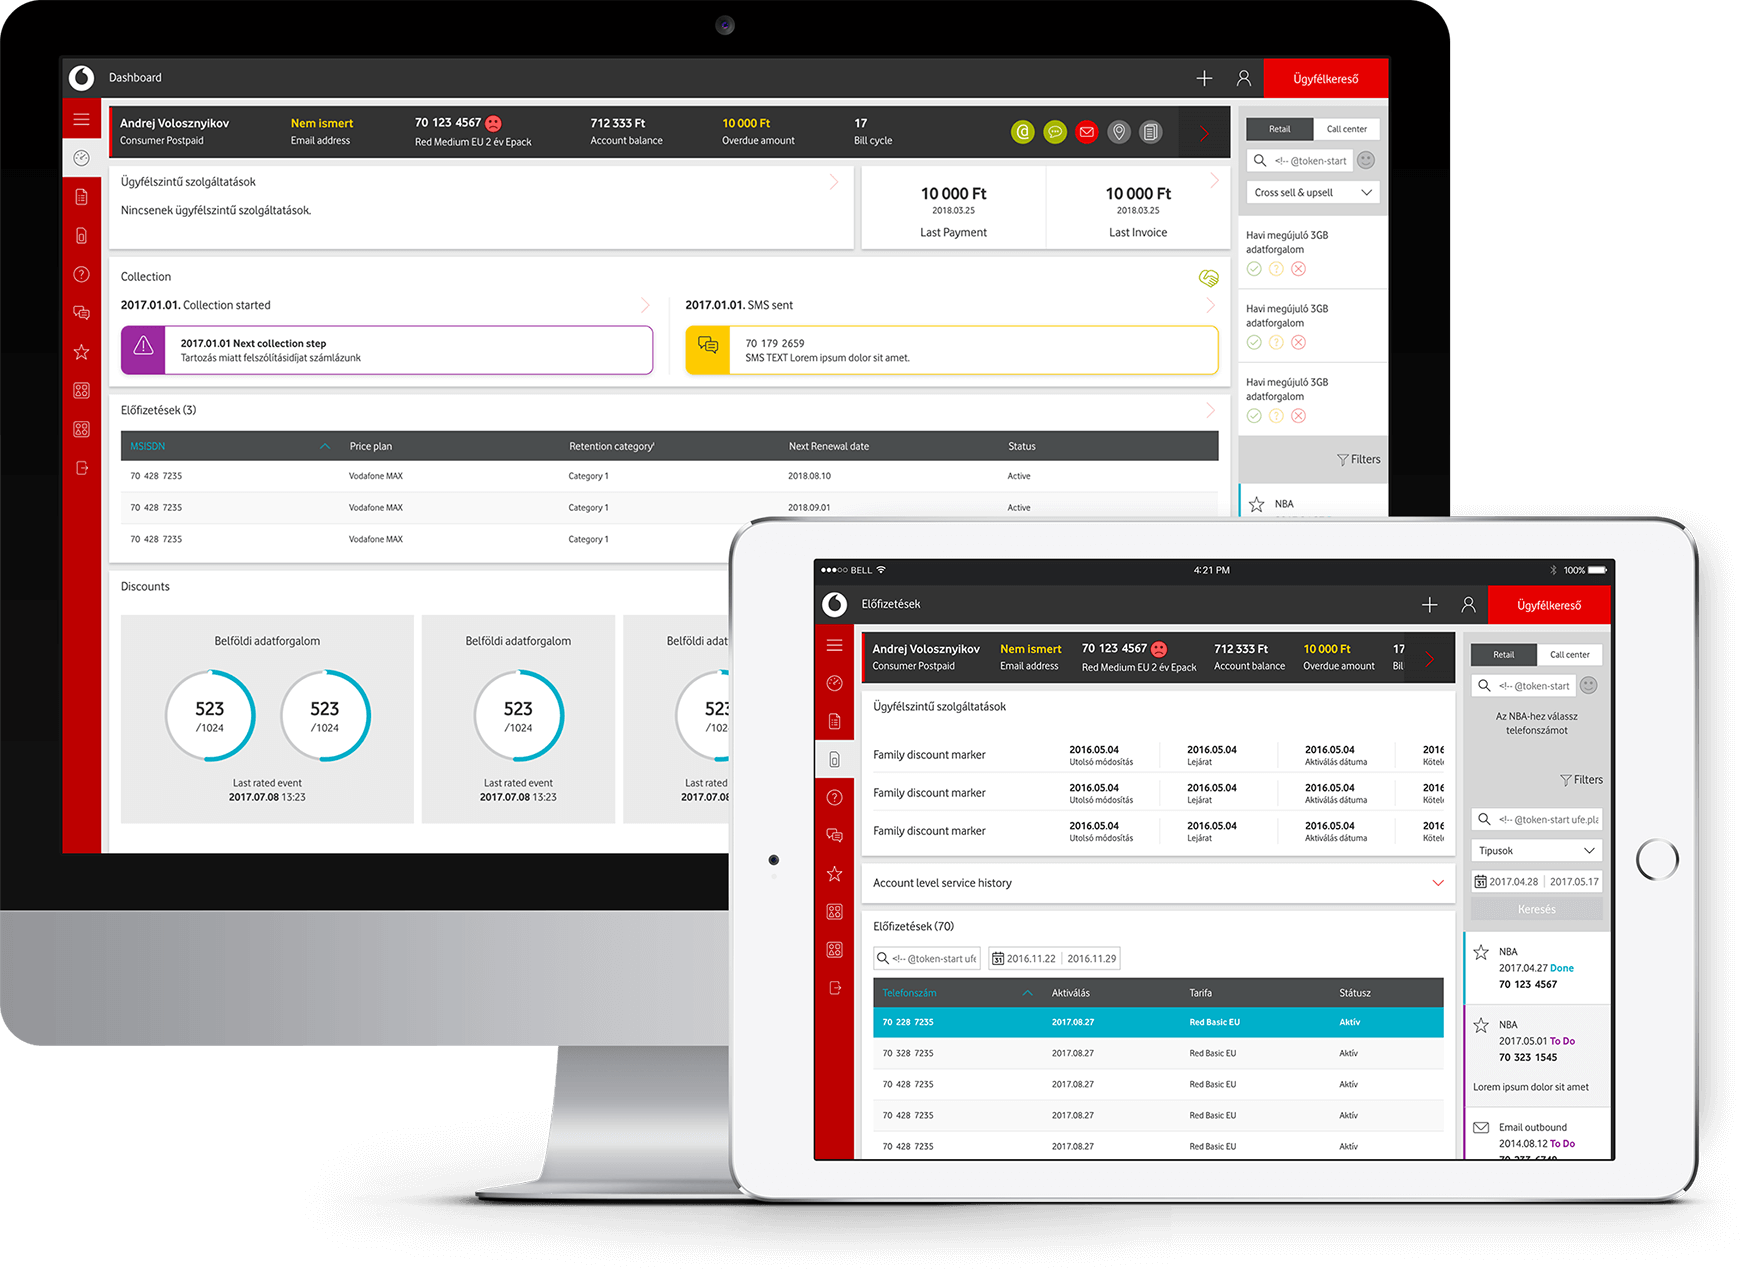 Dashboard
Ügyfélkereső
Andrej Volosznyikov
Consumer Postpaid
Nem ismert
Email address
70 123 4567
Red Medium EU 2 év Epack
712 333 Ft
Account balance
10 000 Ft
Overdue amount
17
Bill cycle
Ügyfélszintű szolgáltatások
Nincsenek ügyfélszintű szolgáltatások.
10 000 Ft
2018.03.25
Last Payment
10 000 Ft
2018.03.25
Last Invoice
Collection
2017.01.01. Collection started
2017.01.01 Next collection step
Tartozás miatt felszólításidíjat számlázunk
2017.01.01. SMS sent
70 179 2659
SMS TEXT Lorem ipsum dolor sit amet.
Előfizetések (3)
MSISDN Price plan Retention category' Next Renewal date Status
70 428 7235 Vodafone MAX Category 1 2018.08.10 Active
70 428 7235 Vodafone MAX Category 1 2018.09.01 Active
70 428 7235 Vodafone MAX Category 1
Discounts
Belföldi adatforgalom
523
/1024
523
/1024
Last rated event
2017.07.08 13:23
Belföldi adatforgalom
523
/1024
Last rated event
2017.07.08 13:23
Belföldi adat
523
/102
Last rated
2017.07.08
Retail Call center
<!-- @token-start
Cross sell & upsell
Havi megújuló 3GB
adatforgalom
Havi megújuló 3GB
adatforgalom
Havi megújuló 3GB
adatforgalom
Filters
NBA
BELL
4:21 PM
100%
Előfizetések
Ügyfélkereső
Andrej Volosznyikov
Consumer Postpaid
Nem ismert
Email address
70 123 4567
Red Medium EU 2 év Epack
712 333 Ft
Account balance
10 000 Ft
Overdue amount
17
Bil
Ügyfélszintű szolgáltatások
Family discount marker
2016.05.04
Utolsó módosítás
2016.05.04
Lejárat
2016.05.04
Aktiválás dátuma
2016
Kötele
Family discount marker
2016.05.04
Utolsó módosítás
2016.05.04
Lejárat
2016.05.04
Aktiválás dátuma
2016
Kötele
Family discount marker
2016.05.04
Utolsó módosítás
2016.05.04
Lejárat
2016.05.04
Aktiválás dátuma
2016
Kötele
Account level service history
Előfizetések (70)
<!-- @token-start ufe
31 2016.11.22 2016.11.29
Telefonszám Aktiválás Tarifa Státusz
70 228 7235 2017.08.27 Red Basic EU Aktív
70 328 7235 2017.08.27 Red Basic EU Aktív
70 428 7235 2017.08.27 Red Basic EU Aktív
70 428 7235 2017.08.27 Red Basic EU Aktív
70 428 7235 2017.08.27 Red Basic EU Aktív
Retail Call center
<!-- @token-start
Az NBA-hez válassz
telefonszámot
Filters
<!-- @token-start ufe.pla
Tipusok
31 2017.04.28 2017.05.17
Keresés
NBA
2017.04.27 Done
70 123 4567
NBA
2017.05.01 To Do
70 323 1545
Lorem ipsum dolor sit amet
Email outbound
2014.08.12 To Do